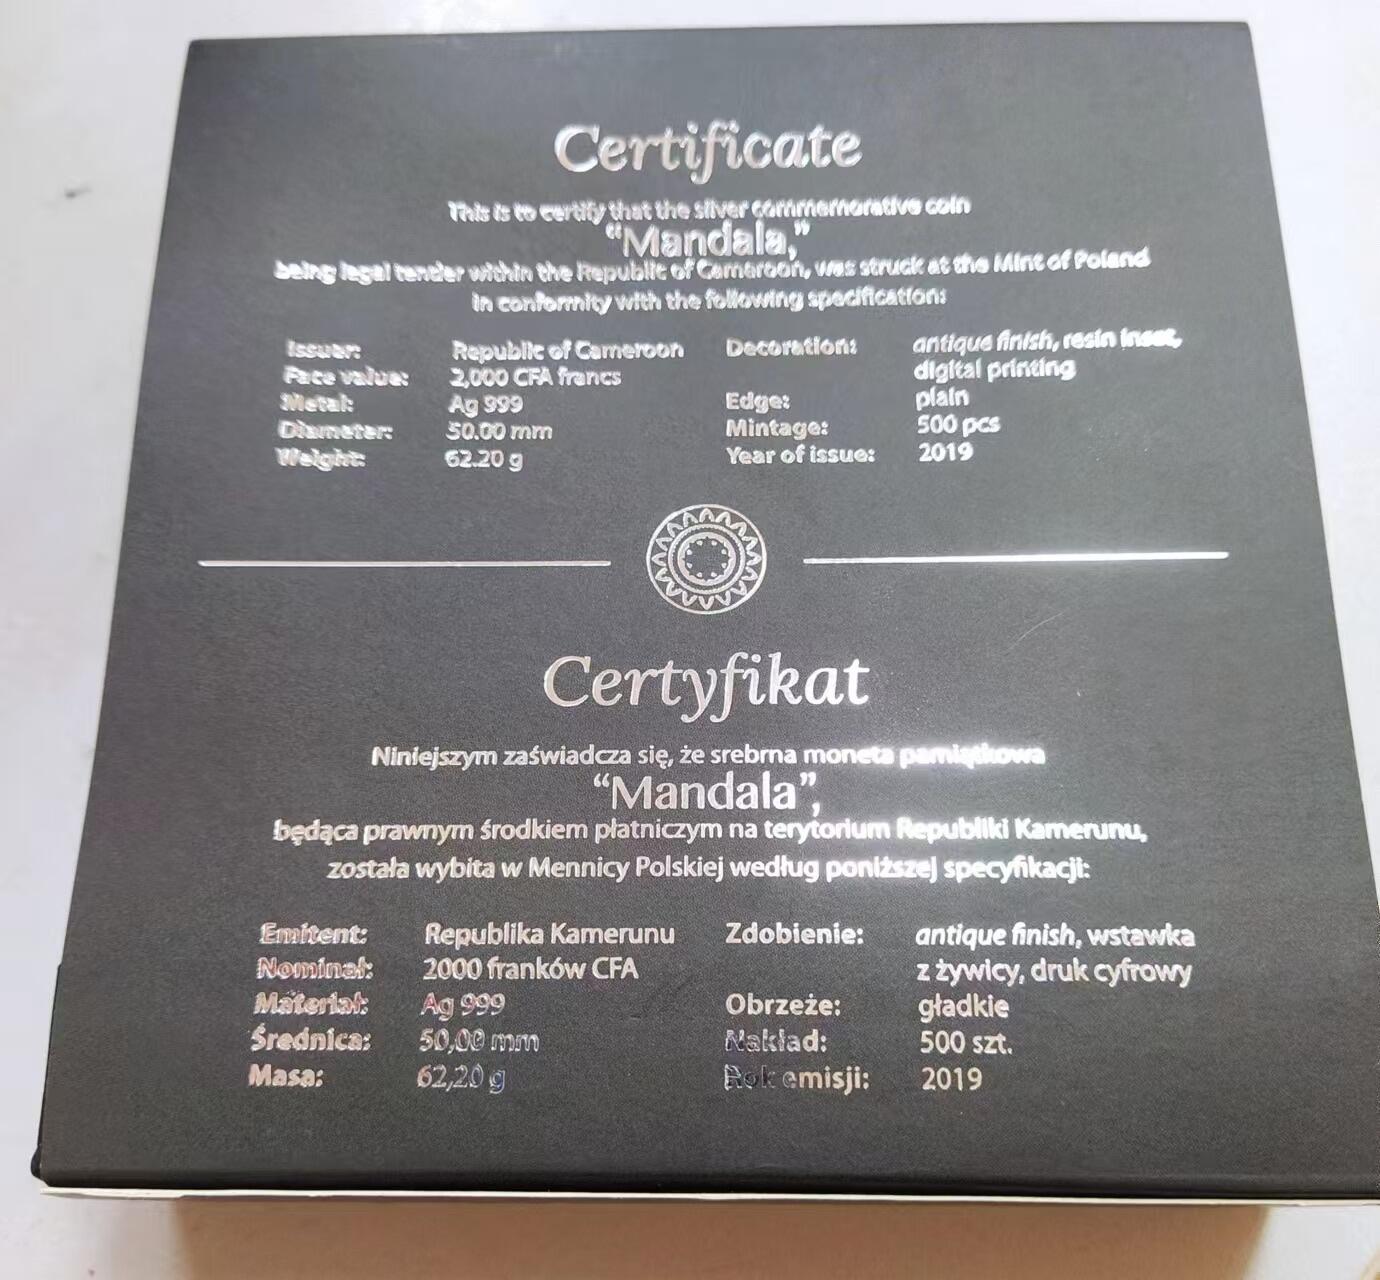 Certificate
This is to certify that the silver commemorative coin
“Mandala,”
being legal tender within the Republic of Cameroon, was struck at the Mint of Poland
in conformity with the following specification:
Issuer: Republic of Cameroon Decoration: antique finish, resin inset,
Face value: 2,000 CFA francs digital printing
Metal: Ag 999 Edge: plain
Diameter: 50.00 mm Mintage: 500 pcs
Weight: 62.20 g Year of issue: 2019
Certyfikat
Niniejszym zaświadcza się, że srebrna moneta pamiątkowa
“Mandala”,
będąca prawnym środkiem płatniczym na terytorium Republiki Kamerunu,
została wybita w Mennicy Polskiej według poniższej specyfikacji:
Emitent: Republika Kamerunu Zdobienie: antique finish, wstawka
Nominał: 2000 franków CFA z żywicy, druk cyfrowy
Materiał: Ag 999 Obrzeże: gładkie
Średnica: 50,00 mm Nakład: 500 szt.
Masa: 62,20 g Rok emisji: 2019